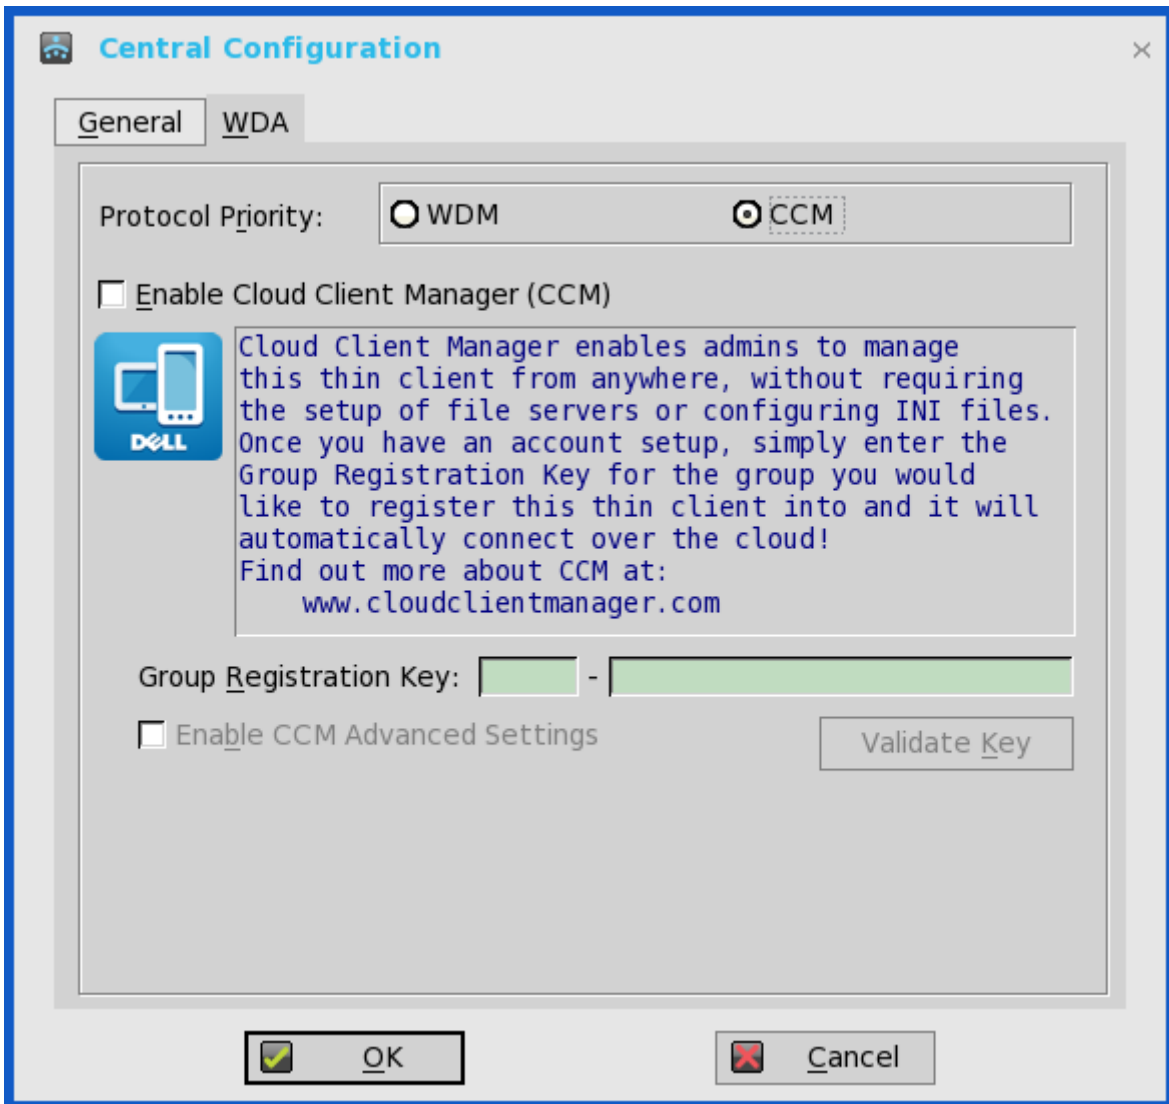 Central Configuration
General WDA
Protocol Priority: WDM CCM
Enable Cloud Client Manager (CCM)
DELL
Cloud Client Manager enables admins to manage
this thin client from anywhere, without requiring
the setup of file servers or configuring INI files.
Once you have an account setup, simply enter the
Group Registration Key for the group you would
like to register this thin client into and it will
automatically connect over the cloud!
Find out more about CCM at:
www.cloudclientmanager.com
Group Registration Key: -
Enable CCM Advanced Settings Validate Key
OK Cancel